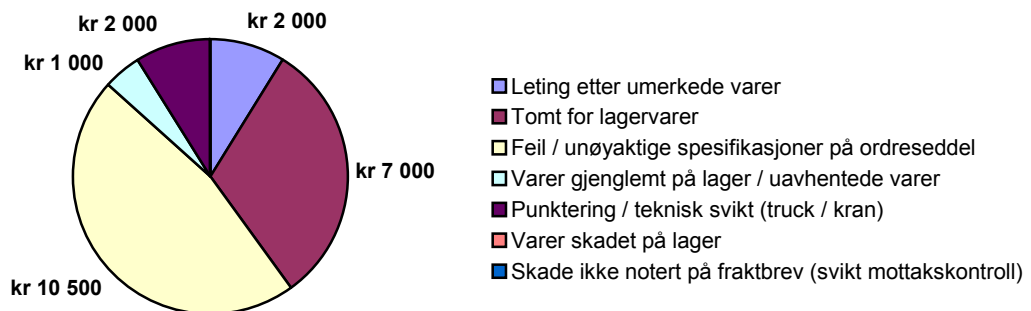 kr 2 000
kr 2 000
kr 1 000
kr 7 000
kr 10 500
Leting etter umerkede varer
Tomt for lagervarer
Feil / unøyaktige spesifikasjoner på ordreseddel
Varer gjenglemt på lager / uavhentede varer
Punktering / teknisk svikt (truck / kran)
Varer skadet på lager
Skade ikke notert på fraktbrev (svikt mottakskontroll)